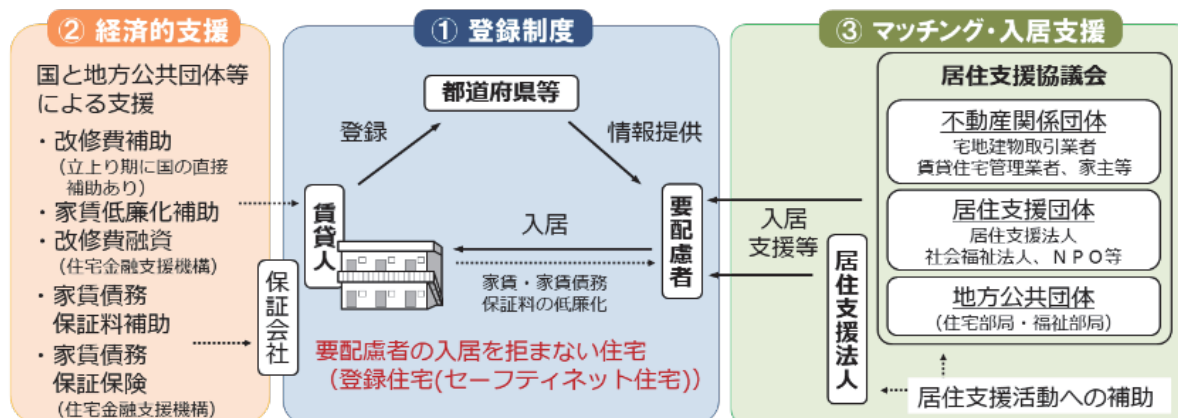 ② 経済的支援
国と地方公共団体等
による支援
・改修費補助
(立上り期に国の直接
補助あり)
・家賃低廉化補助
・改修費融資
(住宅金融支援機構)
・家賃債務
保証料補助
・家賃債務
保証保険
(住宅金融支援機構)
① 登録制度
都道府県等
登録
情報提供
賃貸人
要配慮者
入居
家賃・家賃債務
保証料の低廉化
保証会社
要配慮者の入居を拒まない住宅
(登録住宅(セーフティネット住宅))
③ マッチング・入居支援
居住支援協議会
不動産関係団体
宅地建物取引業者
賃貸住宅管理業者、家主等
居住支援団体
居住支援法人
社会福祉法人、NPO等
地方公共団体
(住宅部局・福祉部局)
入居
支援等
居住支援法人
居住支援活動への補助